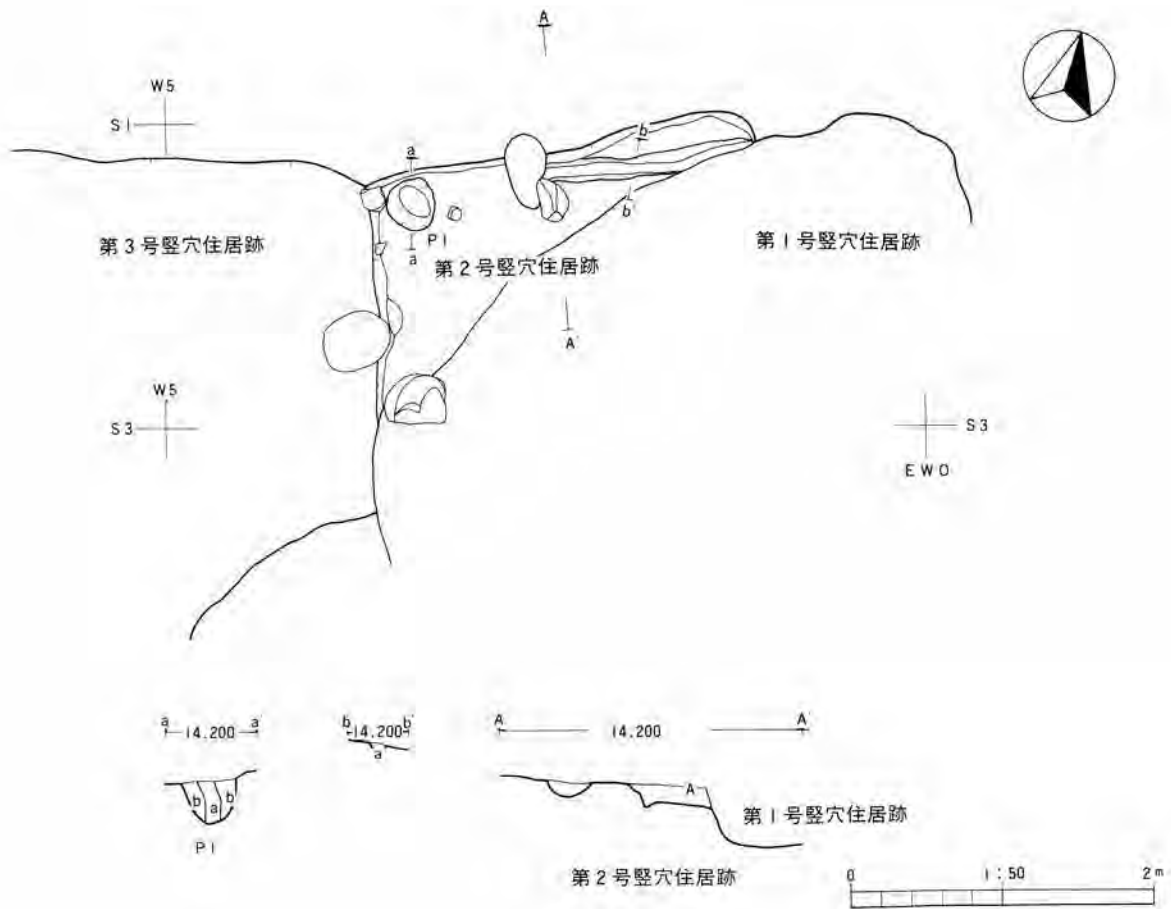 A
W5
S1
b
a
b'
P1
a'
第3号竪穴住居跡
第2号竪穴住居跡
第1号竪穴住居跡
A'
W5
S3
S3
EW0
a 14.200 a'
b 14.200 b'
A 14.200 A'
a
b a b
P1
A
第1号竪穴住居跡
第2号竪穴住居跡
0 1:50 2m